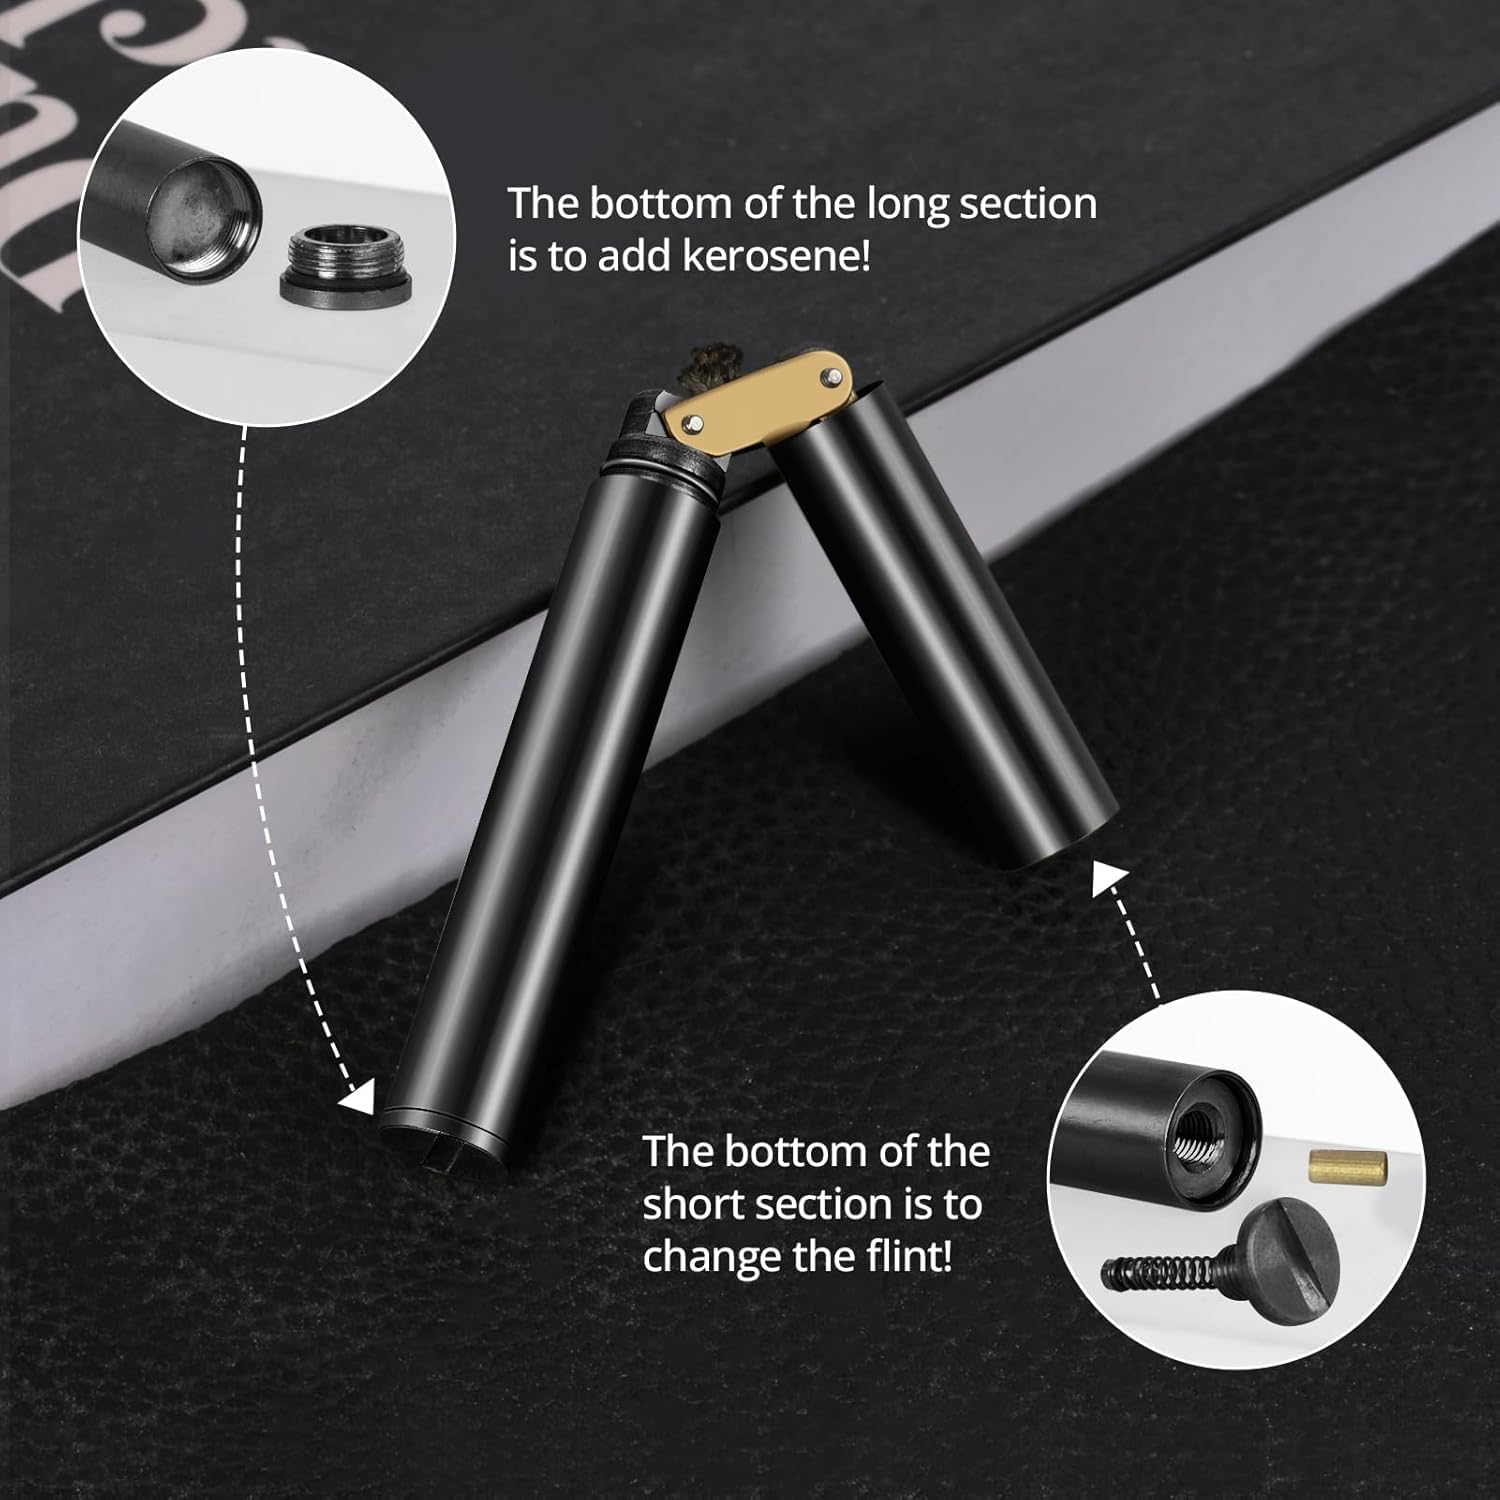 The bottom of the long section
is to add kerosene!
The bottom of the
short section is to
change the flint!